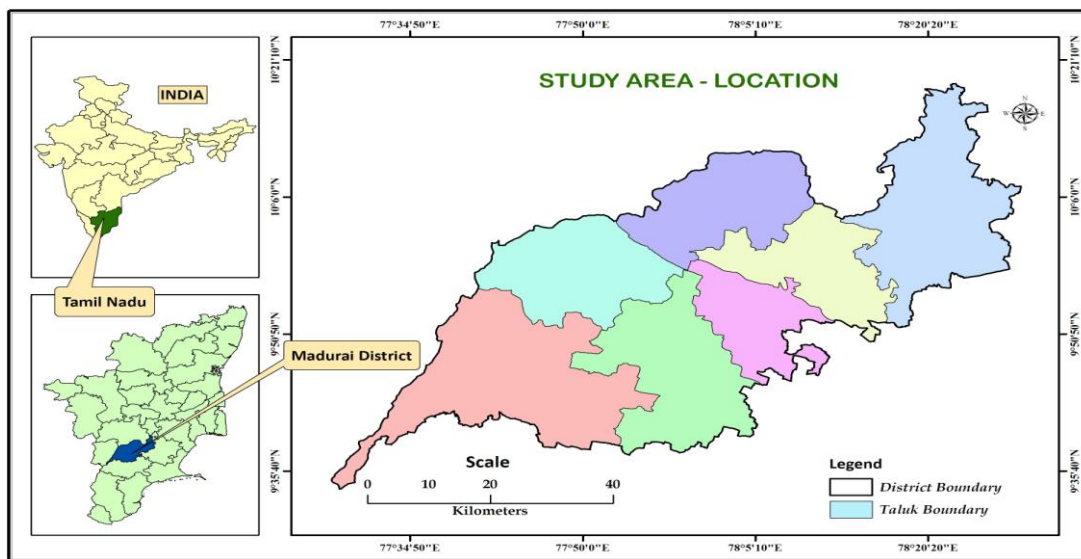 INDIA
Tamil Nadu
Madurai District
77°34'50"E
77°50'0"E
78°5'10"E
78°20'20"E
STUDY AREA - LOCATION
N
W
E
S
10°21'10"N
10°6'0"N
9°50'50"N
9°35'40"N
10°21'10"N
10°6'0"N
9°50'50"N
9°35'40"N
Scale
0 10 20 40
Kilometers
Legend
District Boundary
Taluk Boundary
77°34'50"E
77°50'0"E
78°5'10"E
78°20'20"E